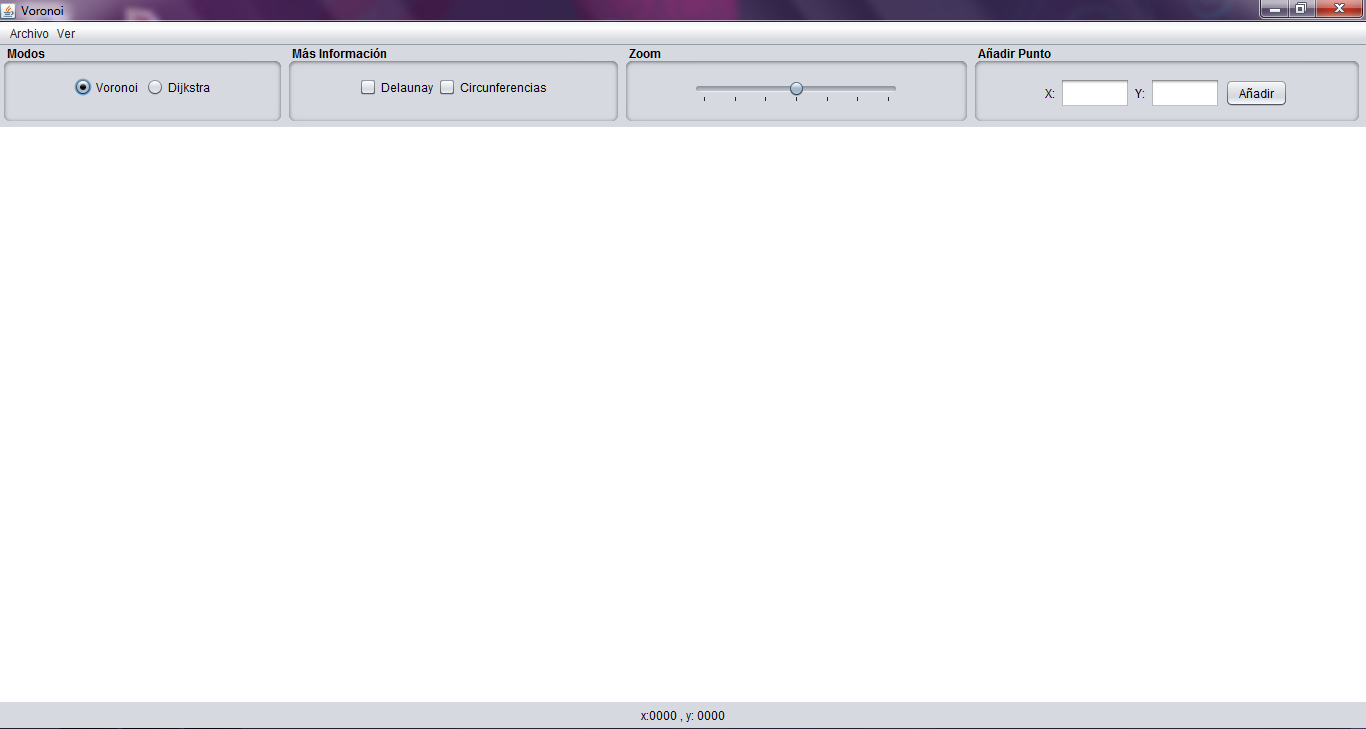 Voronoi
Archivo Ver
Modos Más Información Zoom Añadir Punto
Voronoi Dijkstra Delaunay Circunferencias X: Y: Añadir
x:0000 , y: 0000